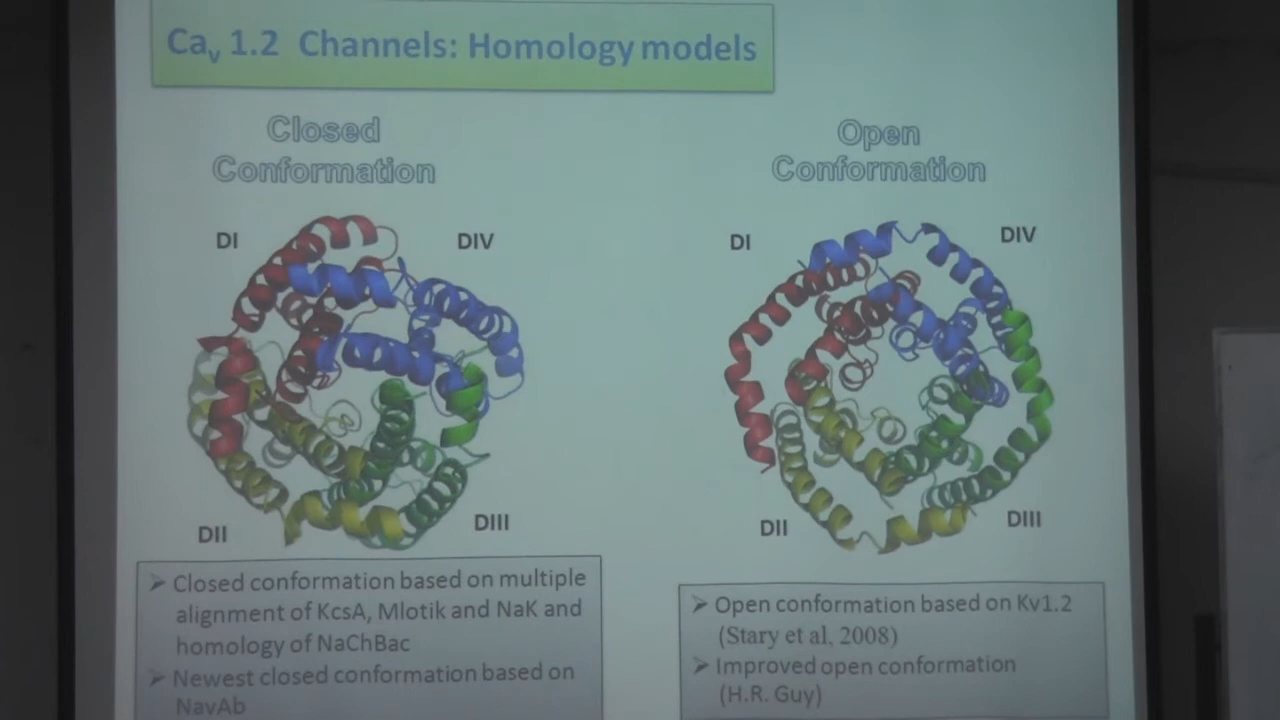 Cav 1.2 Channels: Homology models
Closed
Conformation
Open
Conformation
DI
DIV
DI
DIV
DII
DIII
DII
DIII
➢ Closed conformation based on multiple
alignment of KcsA, Mlotik and NaK and
homology of NaChBac
➢ Newest closed conformation based on
NavAb
➢ Open conformation based on Kv1.2
(Stary et al, 2008)
➢ Improved open conformation
(H.R. Guy)